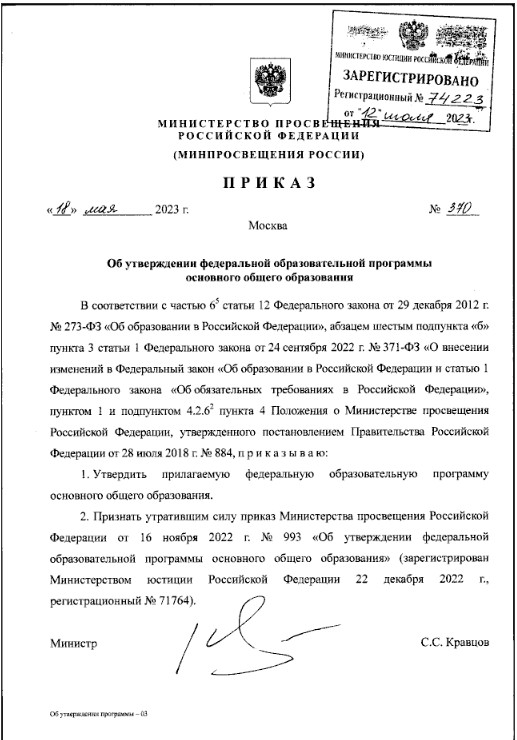 МИНИСТЕРСТВО ЮСТИЦИИ РОССИЙСКОЙ ФЕДЕРАЦИИ
ЗАРЕГИСТРИРОВАНО
Регистрационный № 74223
от "12" июля 2023г.
МИНИСТЕРСТВО ПРОСВЕЩЕНИЯ
РОССИЙСКОЙ ФЕДЕРАЦИИ
(МИНПРОСВЕЩЕНИЯ РОССИИ)
ПРИКАЗ
«18» мая 2023 г. № 370
Москва
Об утверждении федеральной образовательной программы
основного общего образования
В соответствии с частью 6⁵ статьи 12 Федерального закона от 29 декабря 2012 г.
№ 273-ФЗ «Об образовании в Российской Федерации», абзацем шестым подпункта «б»
пункта 3 статьи 1 Федерального закона от 24 сентября 2022 г. № 371-ФЗ «О внесении
изменений в Федеральный закон «Об образовании в Российской Федерации и статью 1
Федерального закона «Об обязательных требованиях в Российской Федерации»,
пунктом 1 и подпунктом 4.2.6² пункта 4 Положения о Министерстве просвещения
Российской Федерации, утвержденного постановлением Правительства Российской
Федерации от 28 июля 2018 г. № 884, приказываю:
1. Утвердить прилагаемую федеральную образовательную программу
основного общего образования.
2. Признать утратившим силу приказ Министерства просвещения Российской
Федерации от 16 ноября 2022 г. № 993 «Об утверждении федеральной
образовательной программы основного общего образования» (зарегистрирован
Министерством юстиции Российской Федерации 22 декабря 2022 г.,
регистрационный № 71764).
Министр С.С. Кравцов
Об утверждении программы – 03